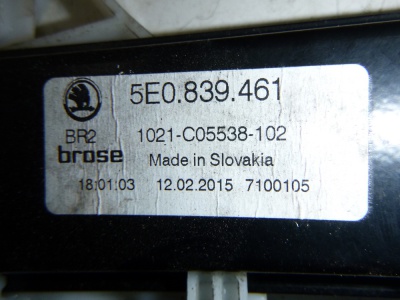 5E0.839.461
BR2 1021-C05538-102
brose Made in Slovakia
18:01:03 12.02.2015 7100105